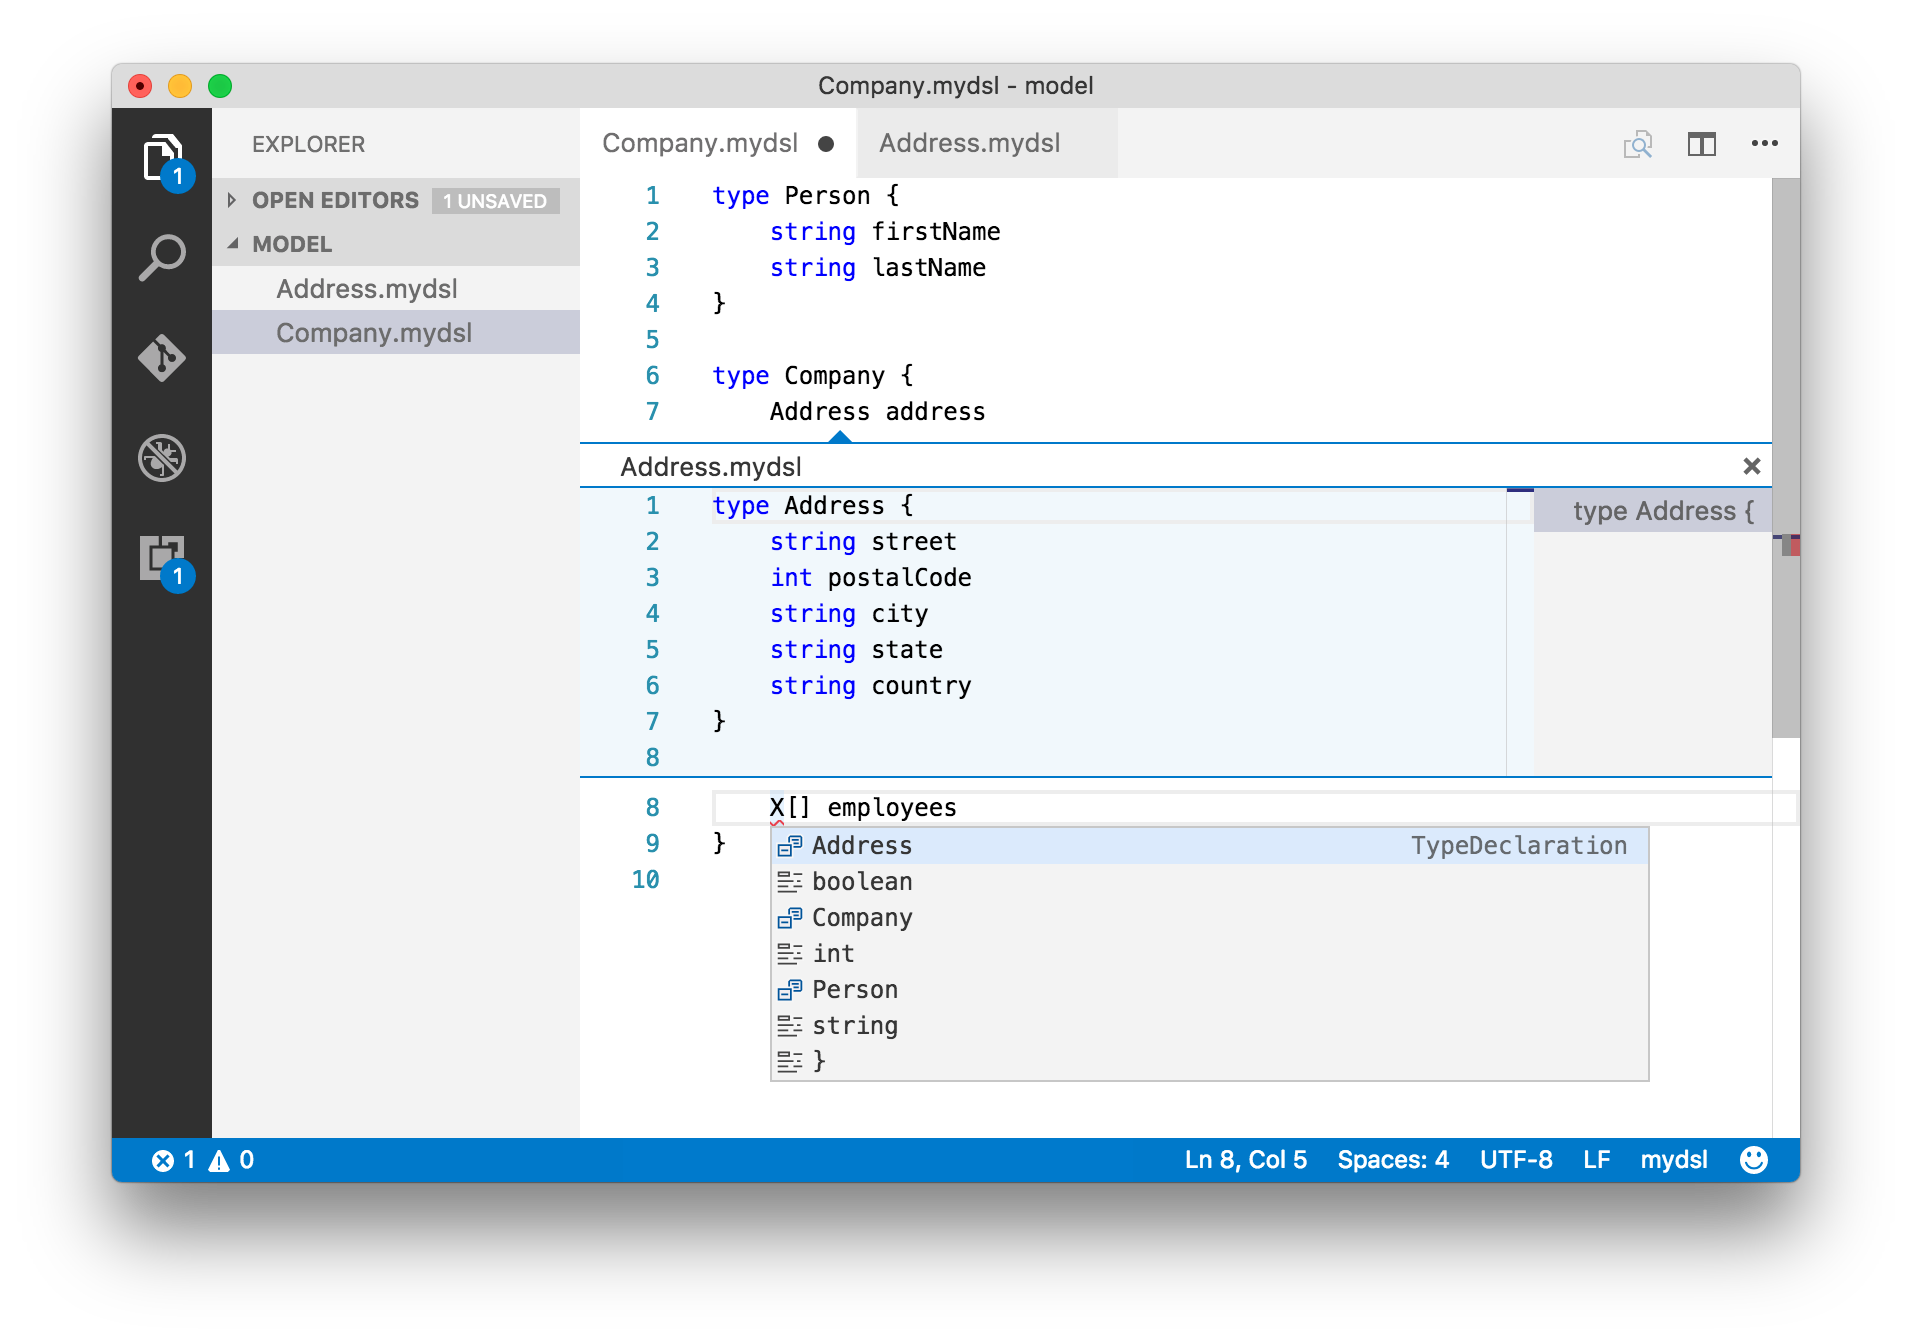 Company.mydsl - model
1
1
EXPLORER
OPEN EDITORS 1 UNSAVED
MODEL
Address.mydsl
Company.mydsl
Company.mydsl Address.mydsl
1 type Person {
2 string firstName
3 string lastName
4 }
5
6 type Company {
7 Address address
Address.mydsl
1 type Address {
2 string street
3 int postalCode
4 string city
5 string state
6 string country
7 }
8
type Address {
8 X[] employees
9 }
10
Address TypeDeclaration
boolean
Company
int
Person
string
}
1 0 Ln 8, Col 5 Spaces: 4 UTF-8 LF mydsl